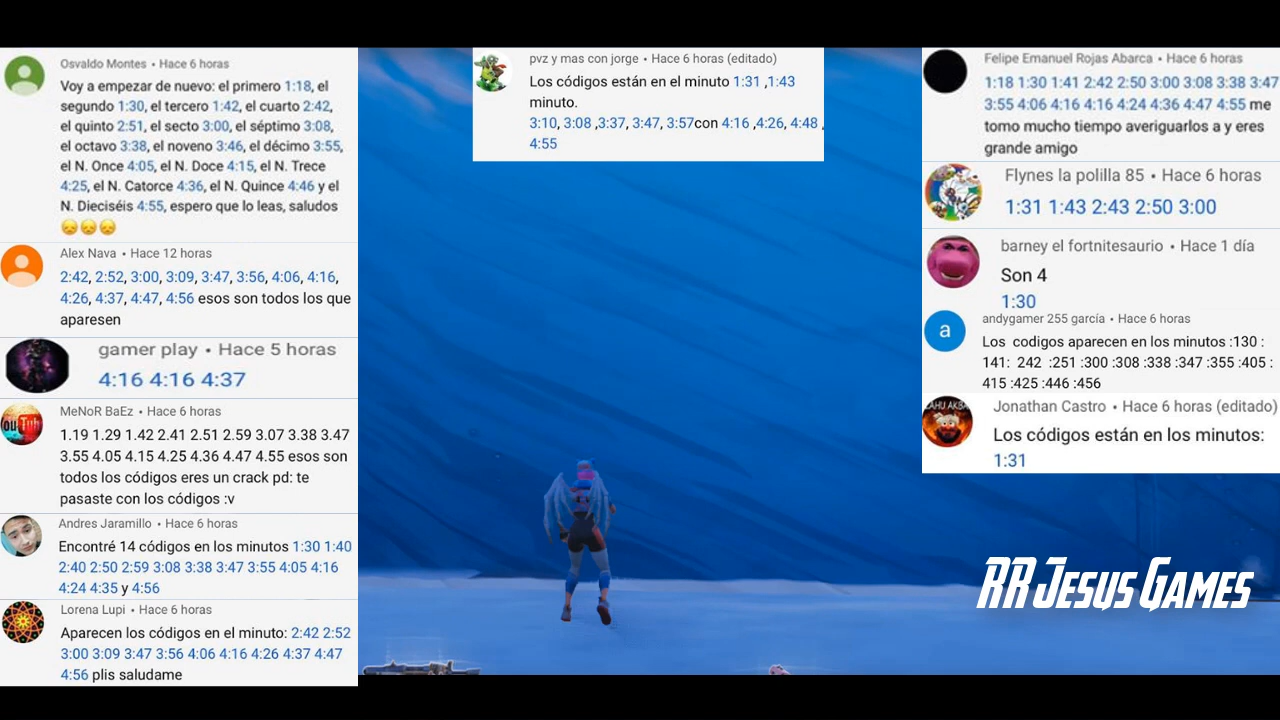 Osvaldo Montes • Hace 6 horas
Voy a empezar de nuevo: el primero 1:18, el
segundo 1:30, el tercero 1:42, el cuarto 2:42,
el quinto 2:51, el secto 3:00, el séptimo 3:08,
el octavo 3:38, el noveno 3:46, el décimo 3:55,
el N. Once 4:05, el N. Doce 4:15, el N. Trece
4:25, el N. Catorce 4:36, el N. Quince 4:46 y el
N. Dieciséis 4:55, espero que lo leas, saludos
😞😞😞
Alex Nava • Hace 12 horas
2:42, 2:52, 3:00, 3:09, 3:47, 3:56, 4:06, 4:16,
4:26, 4:37, 4:47, 4:56 esos son todos los que
aparesen
gamer play • Hace 5 horas
4:16 4:16 4:37
You
Tub
MeNoR BaEz • Hace 6 horas
1.19 1.29 1.42 2.41 2.51 2.59 3.07 3.38 3.47
3.55 4.05 4.15 4.25 4.36 4.47 4.55 esos son
todos los códigos eres un crack pd: te
pasaste con los códigos :v
Andres Jaramillo • Hace 6 horas
Encontré 14 códigos en los minutos 1:30 1:40
2:40 2:50 2:59 3:08 3:38 3:47 3:55 4:05 4:16
4:24 4:35 y 4:56
Lorena Lupi • Hace 6 horas
Aparecen los códigos en el minuto: 2:42 2:52
3:00 3:09 3:47 3:56 4:06 4:16 4:26 4:37 4:47
4:56 plis saludame
pvz y mas con jorge • Hace 6 horas (editado)
Los códigos están en el minuto 1:31 ,1:43
minuto.
3:10, 3:08 ,3:37, 3:47, 3:57con 4:16 ,4:26, 4:48 ,
4:55
Felipe Emanuel Rojas Abarca • Hace 6 horas
1:18 1:30 1:41 2:42 2:50 3:00 3:08 3:38 3:47
3:55 4:06 4:16 4:16 4:24 4:36 4:47 4:55 me
tomo mucho tiempo averiguarlos a y eres
grande amigo
Flynes la polilla 85 • Hace 6 horas
1:31 1:43 2:43 2:50 3:00
barney el fortnitesaurio • Hace 1 día
Son 4
1:30
a
andygamer 255 garcía • Hace 6 horas
Los codigos aparecen en los minutos :130 :
141: 242 :251 :300 :308 :338 :347 :355 :405 :
415 :425 :446 :456
Jonathan Castro • Hace 6 horas (editado)
Los códigos están en los minutos:
1:31
RR Jesus Games